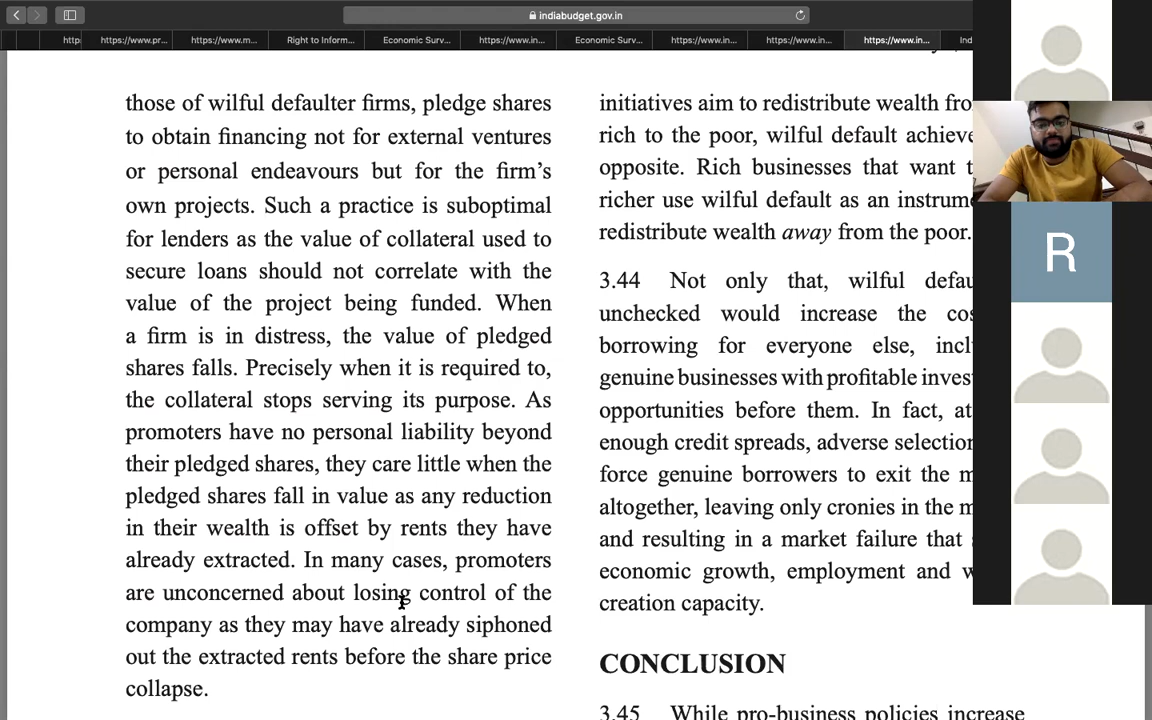 indiabudget.gov.in
http
https://www.pr...
https://www.m...
Right to Inform...
Economic Surv...
https://www.in...
Economic Surv...
https://www.in...
https://www.in...
https://www.in...
Ind
those of wilful defaulter firms, pledge shares
to obtain financing not for external ventures
or personal endeavours but for the firm’s
own projects. Such a practice is suboptimal
for lenders as the value of collateral used to
secure loans should not correlate with the
value of the project being funded. When
a firm is in distress, the value of pledged
shares falls. Precisely when it is required to,
the collateral stops serving its purpose. As
promoters have no personal liability beyond
their pledged shares, they care little when the
pledged shares fall in value as any reduction
in their wealth is offset by rents they have
already extracted. In many cases, promoters
are unconcerned about losing control of the
company as they may have already siphoned
out the extracted rents before the share price
collapse.
initiatives aim to redistribute wealth fro
rich to the poor, wilful default achieve
opposite. Rich businesses that want t
richer use wilful default as an instrume
redistribute wealth away from the poor.
3.44 Not only that, wilful defau
unchecked would increase the cos
borrowing for everyone else, incl
genuine businesses with profitable inves
opportunities before them. In fact, at
enough credit spreads, adverse selection
force genuine borrowers to exit the m
altogether, leaving only cronies in the m
and resulting in a market failure that
economic growth, employment and w
creation capacity.
CONCLUSION
3.45 While pro-business policies increase
R